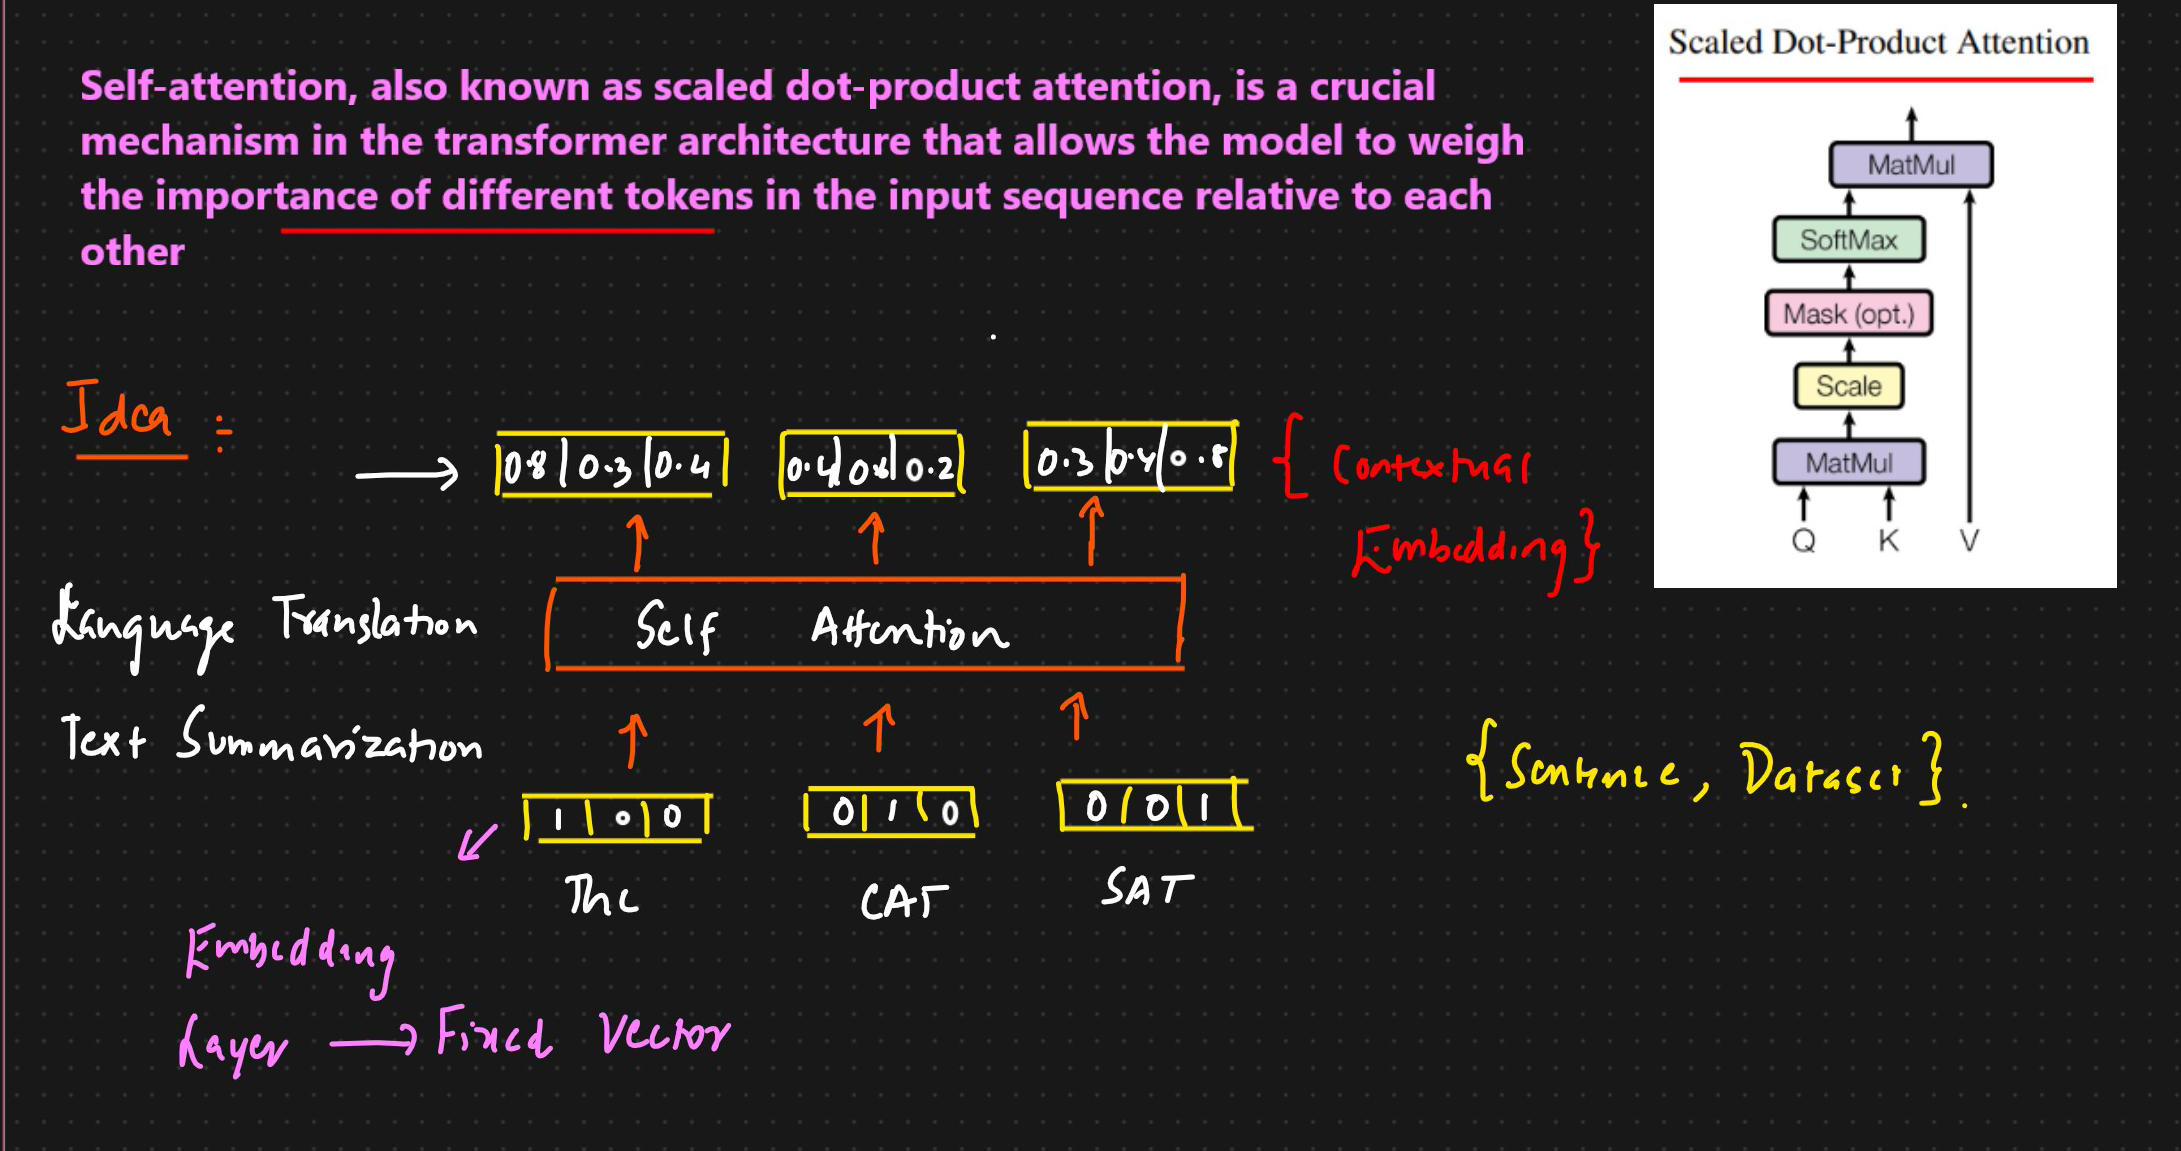 Self-attention, also known as scaled dot-product attention, is a crucial
mechanism in the transformer architecture that allows the model to weigh
the importance of different tokens in the input sequence relative to each
other
Scaled Dot-Product Attention
MatMul
SoftMax
Mask (opt.)
Scale
MatMul
Q K V
Idea :
→ 0.8 | 0.3 | 0.4
0.4 | 0.2
0.3 | 0.4 | 0.8
{ Contextual
Embedding }
Language Translation
Self Attention
Text Summarization
{ Sentence, Dataset }.
1 | 0 | 0
0 | 1 | 0
0 | 0 | 1
The CAT SAT
Embedding
Layer → Fixed Vector